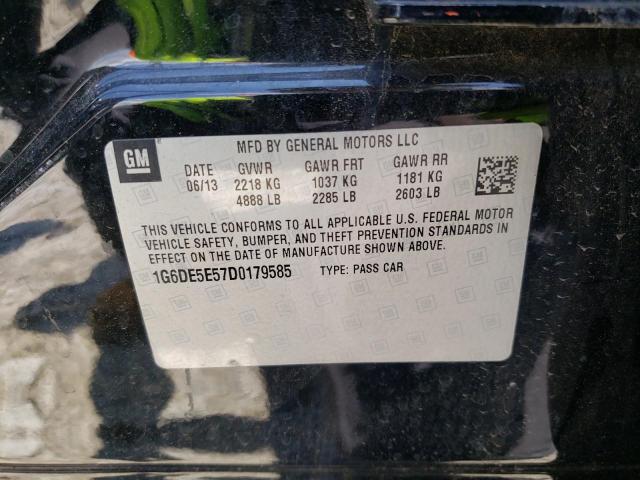 GM
MFD BY GENERAL MOTORS LLC
DATE GVWR GAWR FRT GAWR RR
06/13 2218 KG 1037 KG 1181 KG
4888 LB 2285 LB 2603 LB
THIS VEHICLE CONFORMS TO ALL APPLICABLE U.S. FEDERAL MOTOR
VEHICLE SAFETY, BUMPER, AND THEFT PREVENTION STANDARDS IN
EFFECT ON THE DATE OF MANUFACTURE SHOWN ABOVE.
1G6DE5E57D0179585 TYPE: PASS CAR